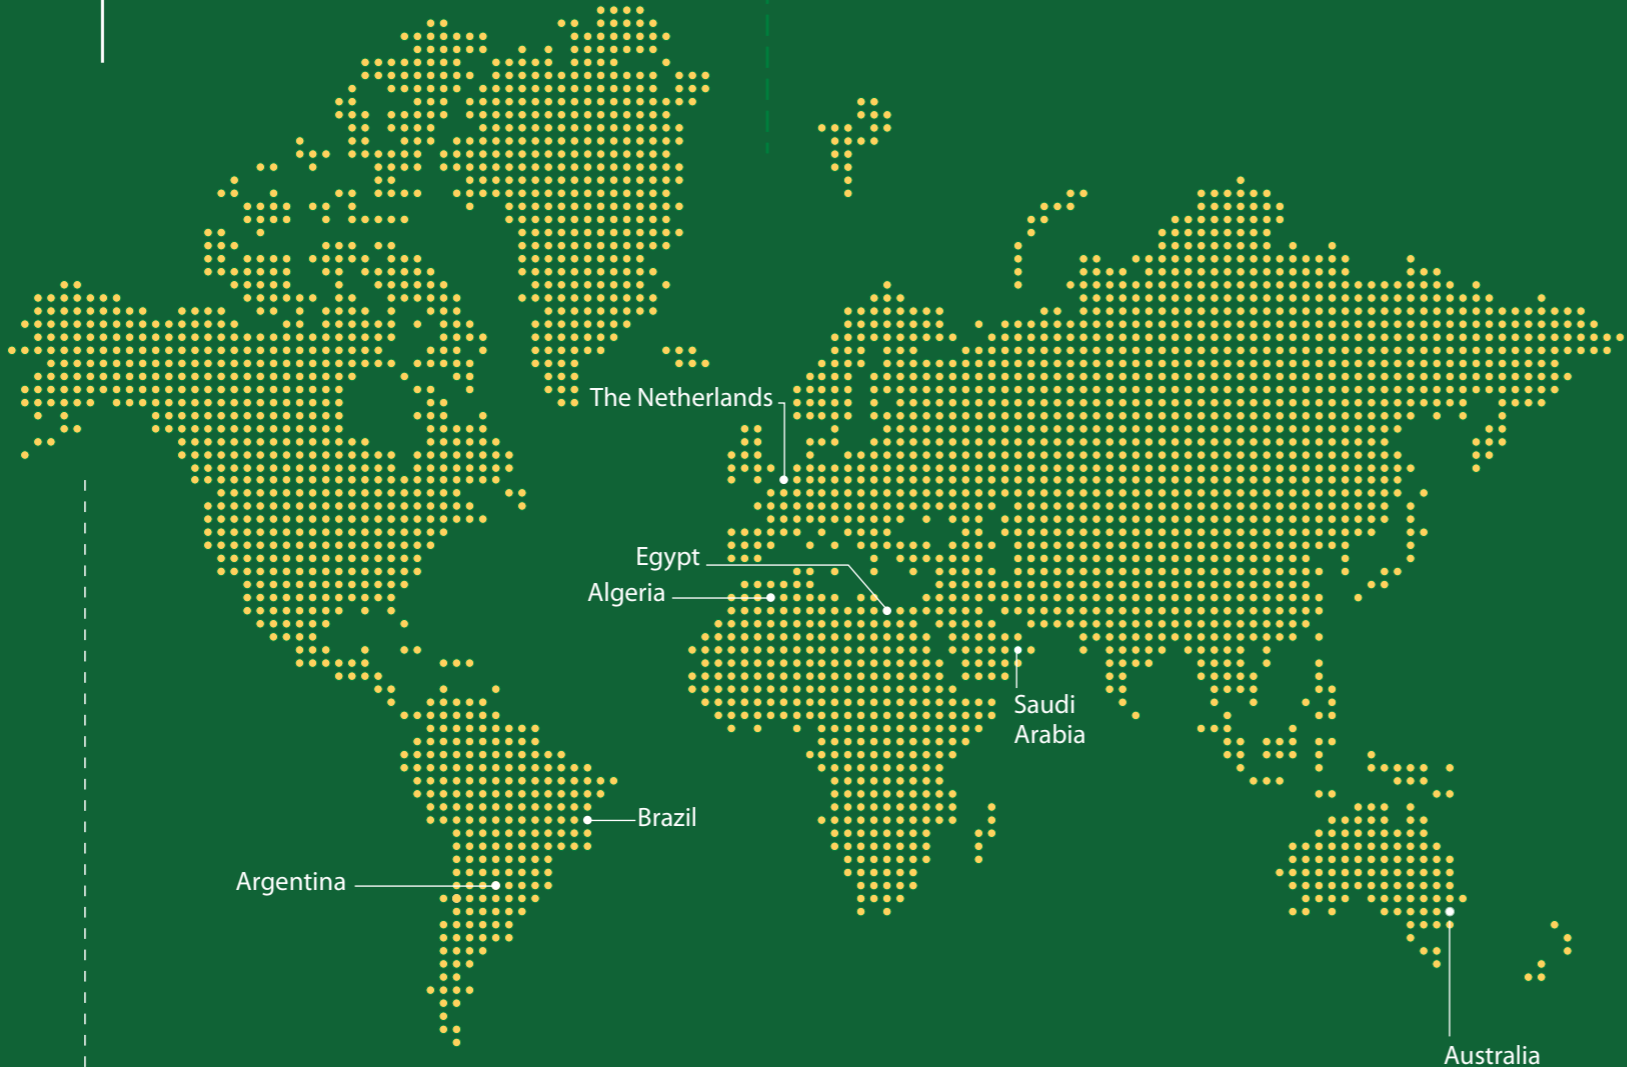 The Netherlands
Egypt
Algeria
Saudi
Arabia
Brazil
Argentina
Australia